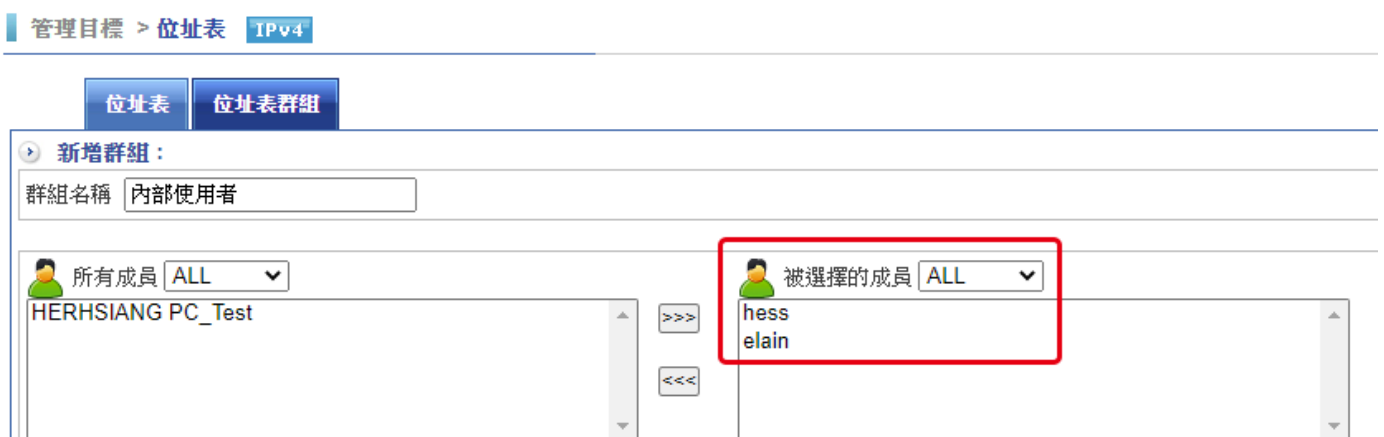 管理目標 > 位址表 IPv4
位址表 位址表群組
新增群組：
群組名稱 內部使用者
所有成員 ALL 被選擇的成員 ALL
HERHSIANG PC_Test >>> hess
elain
<<<